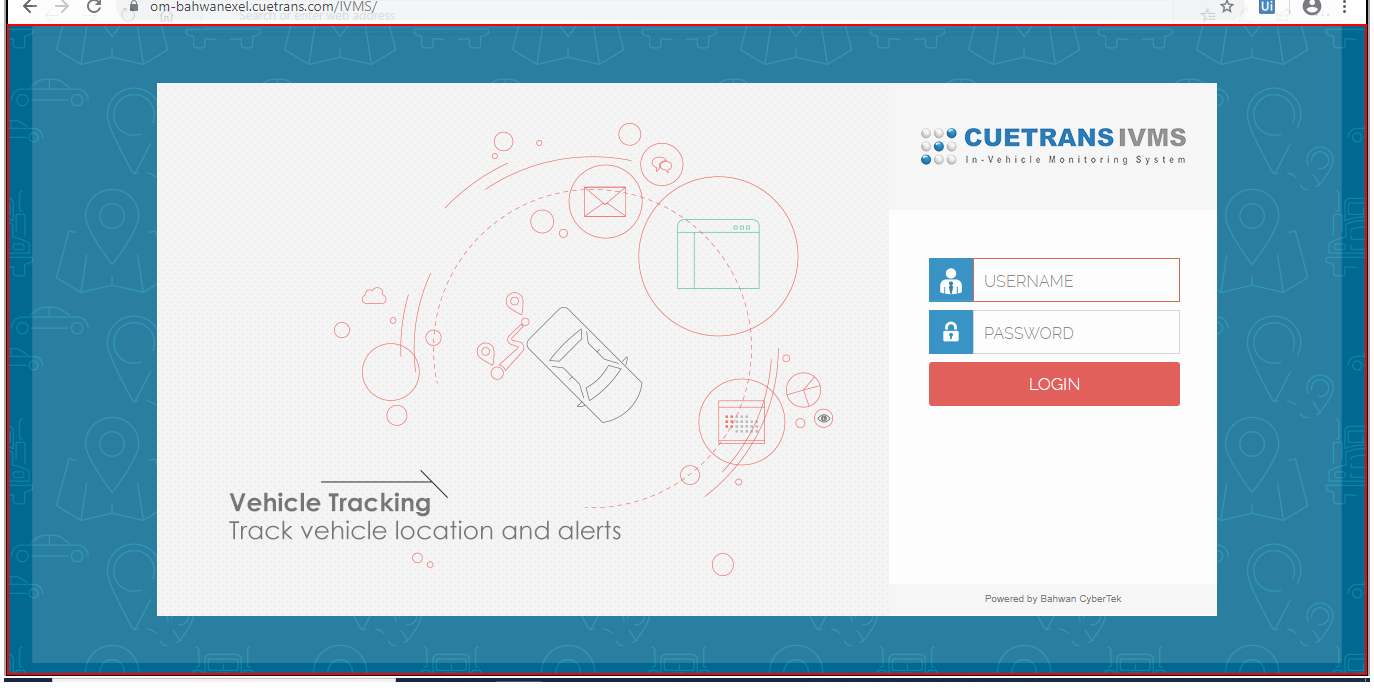 om-bahwanexel.cuetrans.com/IVMS/
Search or enter web address
Ui
CUETRANS IVMS
In-Vehicle Monitoring System
USERNAME
PASSWORD
LOGIN
Vehicle Tracking
Track vehicle location and alerts
Powered by Bahwan CyberTek